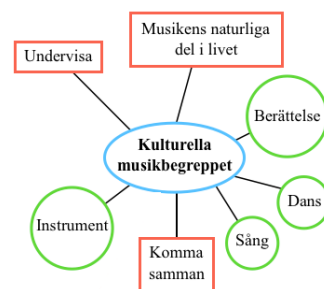 Musikens naturliga
del i livet
Undervisa
Berättelse
Kulturella
musikbegreppet
Dans
Instrument
Sång
Komma
samman